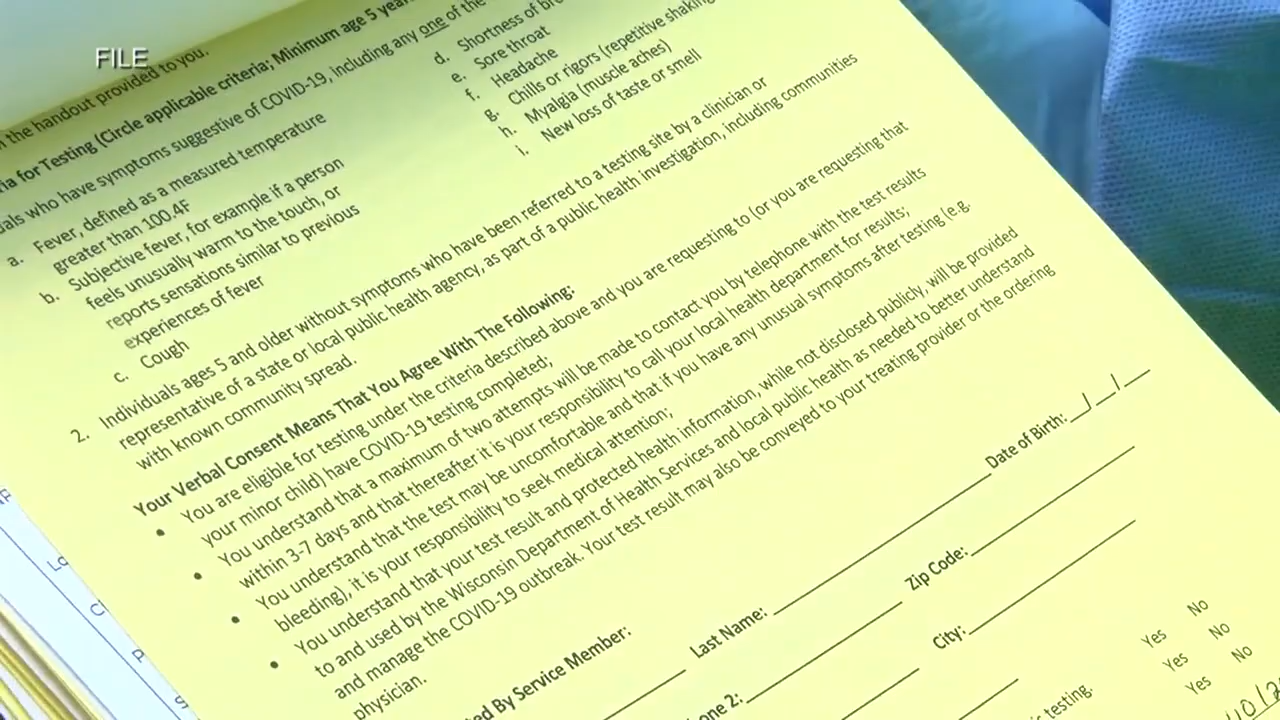 FILE
n the handout provided to you.
ria for Testing (Circle applicable criteria; Minimum age 5 year
uals who have symptoms suggestive of COVID-19, including any one of the
a. Fever, defined as a measured temperature
greater than 100.4F
b. Subjective fever, for example if a person
feels unusually warm to the touch, or
reports sensations similar to previous
experiences of fever
c. Cough
d. Shortness of br
e. Sore throat
f. Headache
g. Chills or rigors (repetitive shaking
h. Myalgia (muscle aches)
i. New loss of taste or smell
2. Individuals ages 5 and older without symptoms who have been referred to a testing site by a clinician or
representative of a state or local public health agency, as part of a public health investigation, including communities
with known community spread.
Your Verbal Consent Means That You Agree With The Following:
• You are eligible for testing under the criteria described above and you are requesting to (or you are requesting that
your minor child) have COVID-19 testing completed;
• You understand that a maximum of two attempts will be made to contact you by telephone with the test results
within 3-7 days and that thereafter it is your responsibility to call your local health department for results;
• You understand that the test may be uncomfortable and that if you have any unusual symptoms after testing (e.g.
bleeding), it is your responsibility to seek medical attention;
• You understand that your test result and protected health information, while not disclosed publicly, will be provided
to and used by the Wisconsin Department of Health Services and local public health as needed to better understand
and manage the COVID-19 outbreak. Your test result may also be conveyed to your treating provider or the ordering
physician.
ed By Service Member:
Last Name: Date of Birth: __/__/__
one 2: Zip Code:
City:
testing.
Yes No
Yes No
Yes No